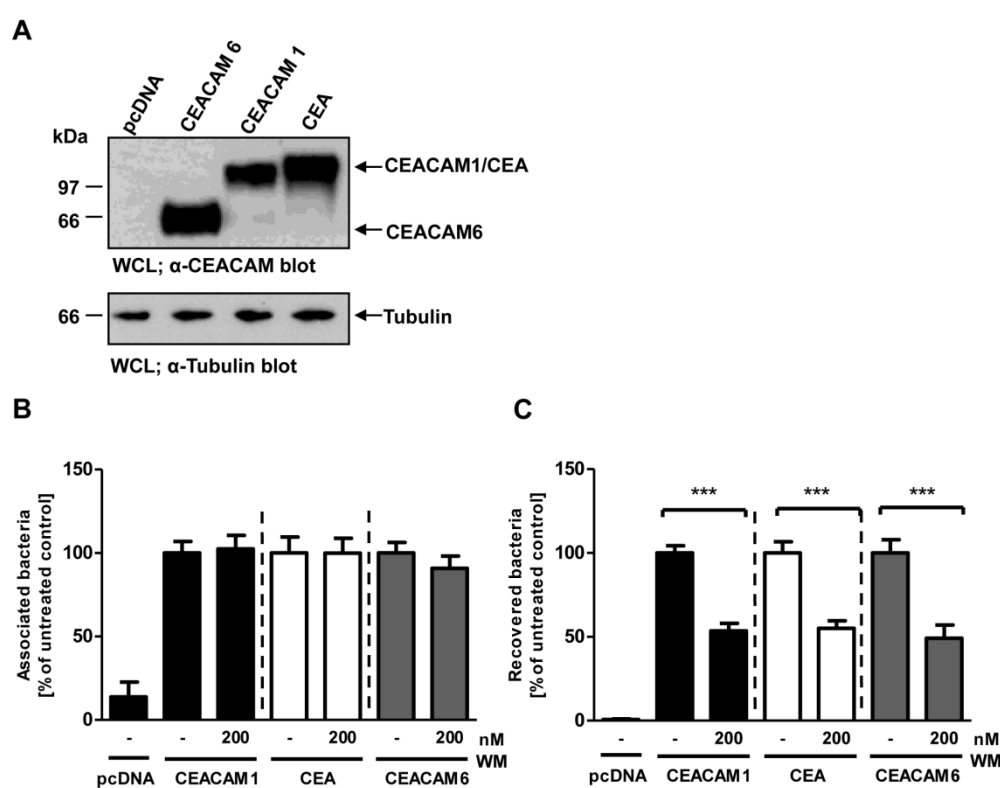 A
pcDNA
CEACAM 6
CEACAM 1
CEA
kDa
97
66
CEACAM1/CEA
CEACAM6
WCL; α-CEACAM blot
66
Tubulin
WCL; α-Tubulin blot
B
Associated bacteria
[% of untreated control]
150
100
50
0
- - 200 - 200 - 200 nM
WM
pcDNA CEACAM1 CEA CEACAM6
C
Recovered bacteria
[% of untreated control]
150
100
50
0
*** *** ***
- - 200 - 200 - 200 nM
WM
pcDNA CEACAM1 CEA CEACAM6